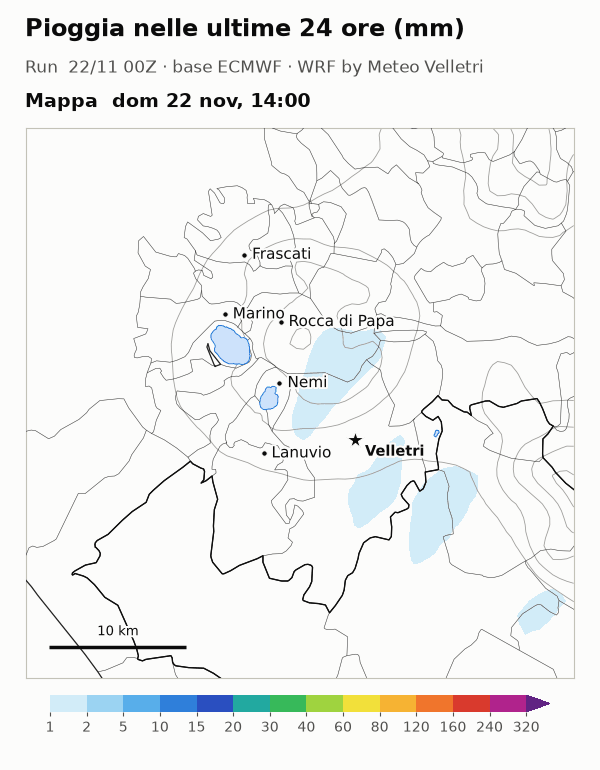 Pioggia nelle ultime 24 ore (mm)
Run  22/11 00Z · base ECMWF · WRF by Meteo Velletri
Mappa  dom 22 nov, 14:00
Frascati
Marino
Rocca di Papa
Nemi
Velletri
Lanuvio
10 km
1 2 5 10 15 20 30 40 60 80 120 160 240 320